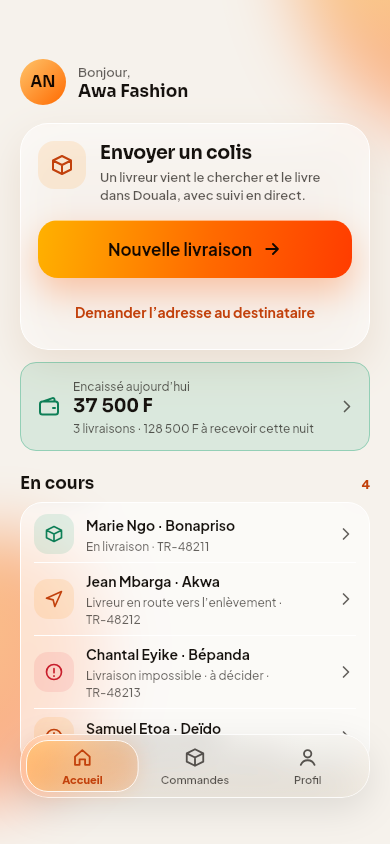 AN
Bonjour,
Awa Fashion
Envoyer un colis
Un livreur vient le chercher et le livre
dans Douala, avec suivi en direct.
Nouvelle livraison →
Demander l’adresse au destinataire
Encaissé aujourd’hui
37 500 F
3 livraisons · 128 500 F à recevoir cette nuit
En cours
4
Marie Ngo · Bonapriso
En livraison · TR-48211
Jean Mbarga · Akwa
Livreur en route vers l’enlèvement ·
TR-48212
Chantal Eyike · Bépanda
Livraison impossible · à décider ·
TR-48213
Samuel Etoa · Deïdo
Accueil
Commandes
Profil